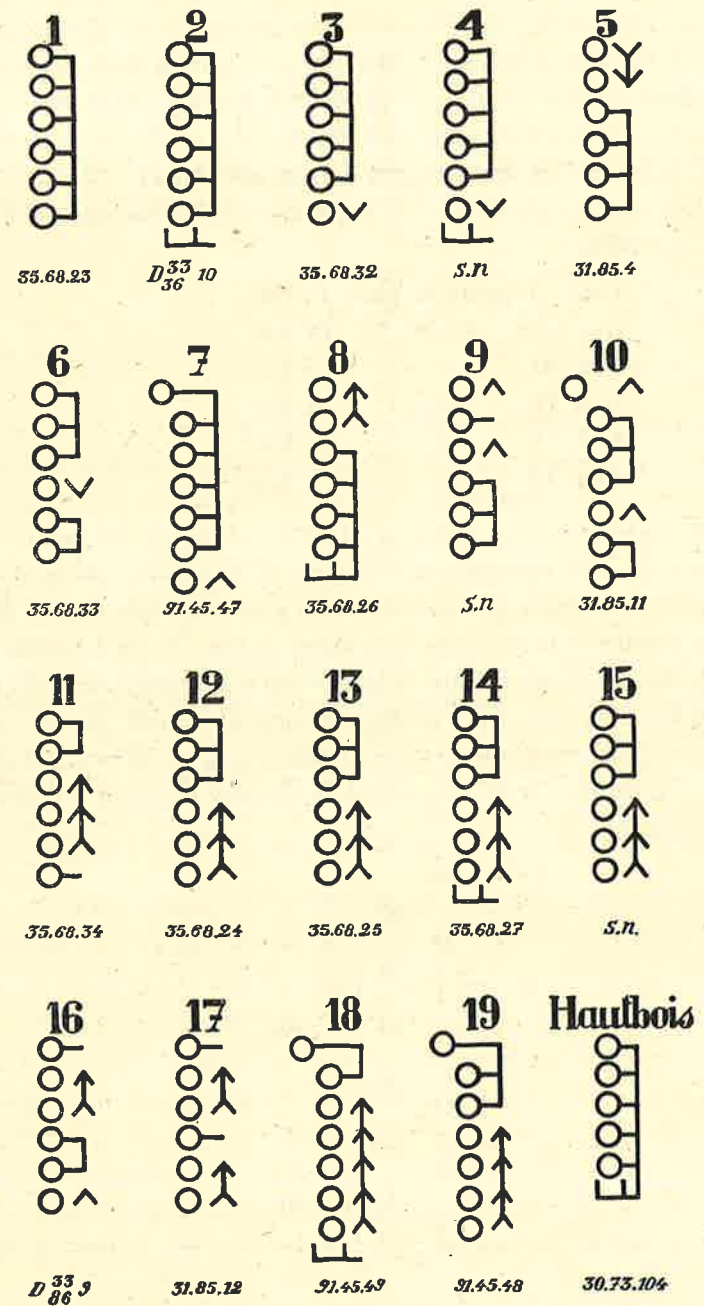 1 2 3 4 5
35.68.23 D 33 36 10 35.68.32 S.n 31.85.4
6 7 8 9 10
35.68.33 91.45.47 35.68.26 S.n 31.85.11
11 12 13 14 15
35.68.34 35.68.24 35.68.25 35.68.27 S.n.
16 17 18 19 Hautbois
D 33 86 9 31.85.12 91.45.49 91.45.48 30.73.104